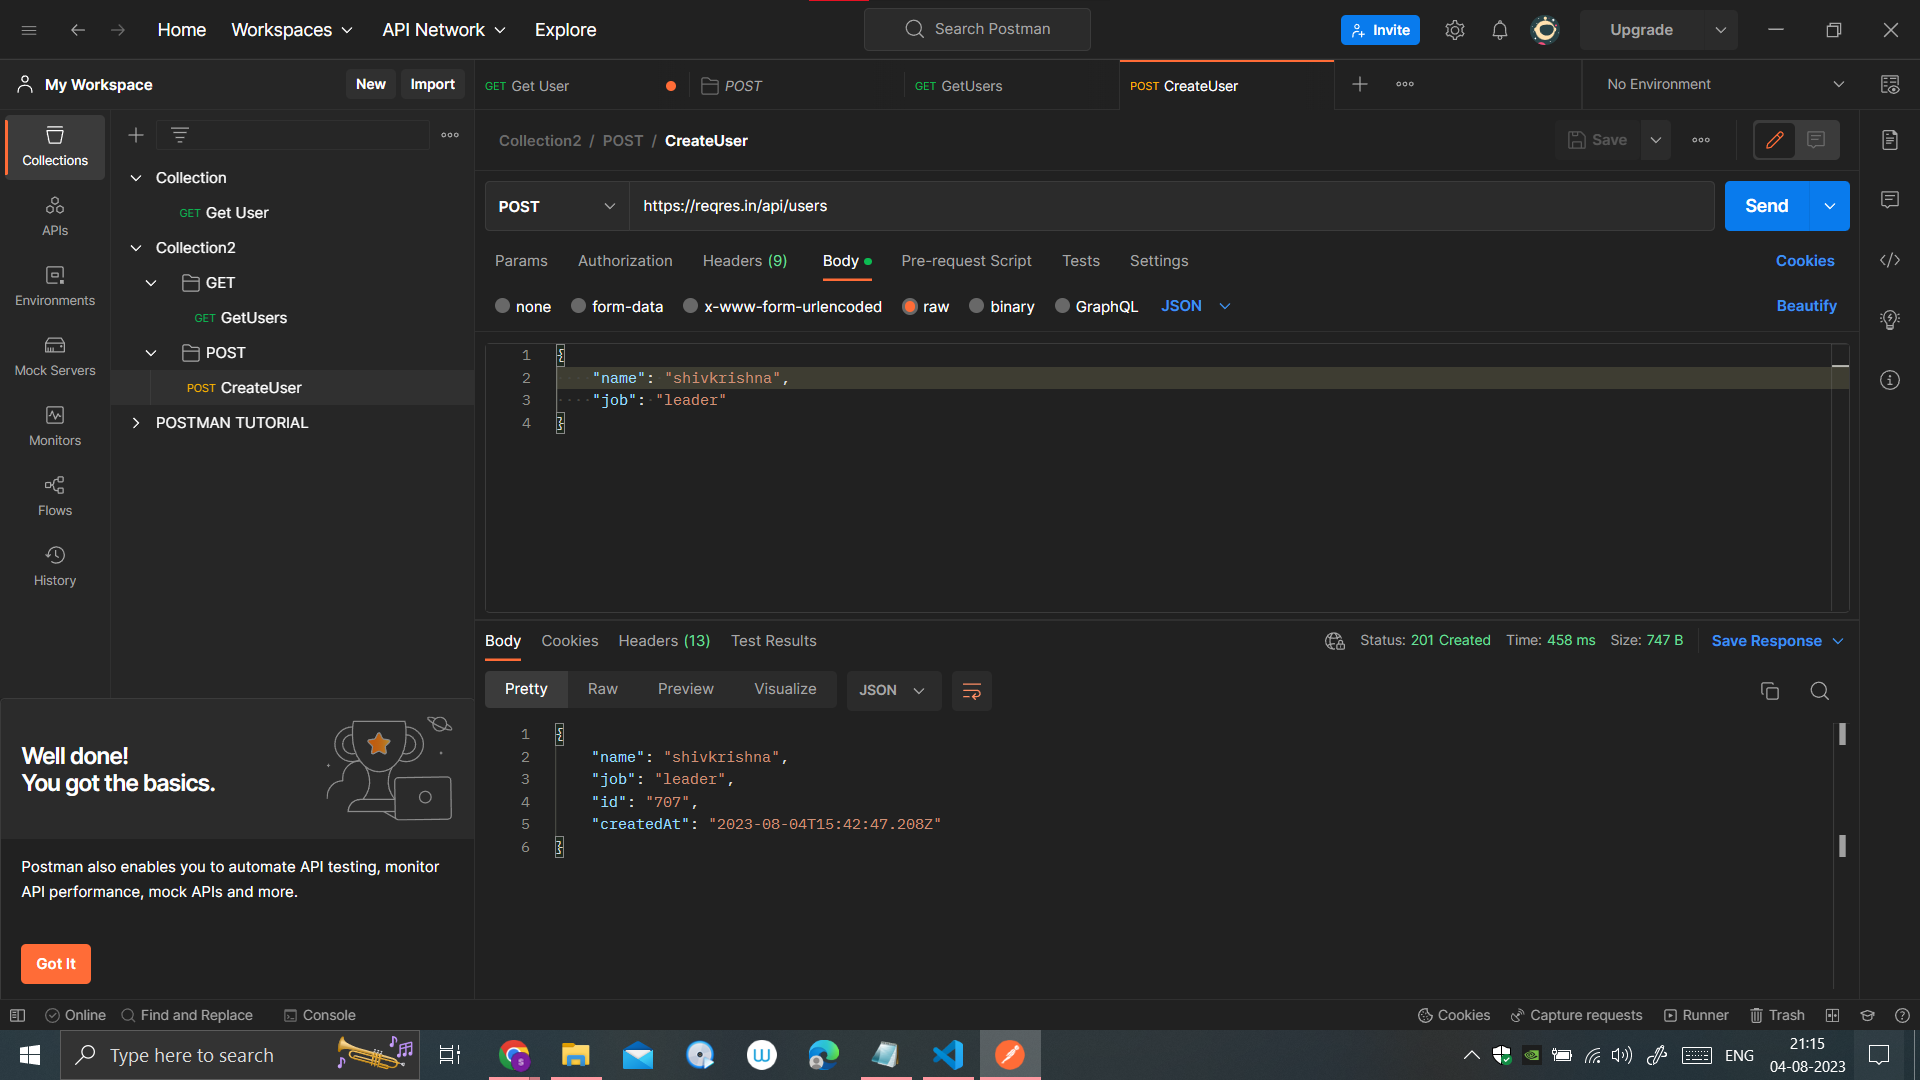 Home Workspaces API Network Explore Search Postman Invite Upgrade
My Workspace New Import GET Get User POST GET GetUsers POST CreateUser No Environment
Collections
APIs
Environments
Mock Servers
Monitors
Flows
History
Collection
GET Get User
Collection2
GET
GET GetUsers
POST
POST CreateUser
POSTMAN TUTORIAL
Well done!
You got the basics.
Postman also enables you to automate API testing, monitor
API performance, mock APIs and more.
Got It
Collection2 / POST / CreateUser Save
POST https://reqres.in/api/users Send
Params Authorization Headers (9) Body Pre-request Script Tests Settings Cookies
none form-data x-www-form-urlencoded raw binary GraphQL JSON Beautify
1 {
2 "name": "shivkrishna",
3 "job": "leader"
4 }
Body Cookies Headers (13) Test Results Status: 201 Created Time: 458 ms Size: 747 B Save Response
Pretty Raw Preview Visualize JSON
1 {
2 "name": "shivkrishna",
3 "job": "leader",
4 "id": "707",
5 "createdAt": "2023-08-04T15:42:47.208Z"
6 }
Online Find and Replace Console Cookies Capture requests Runner Trash
Type here to search ENG 21:15
04-08-2023